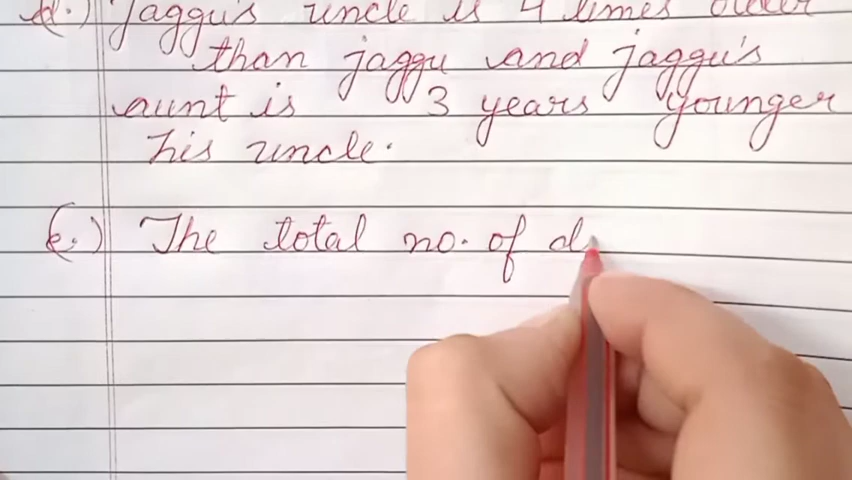 d.) Jaggu's uncle is 4 times older
than jaggu and jaggu's
aunt is 3 years younger
his uncle.
(e.) The total no. of d